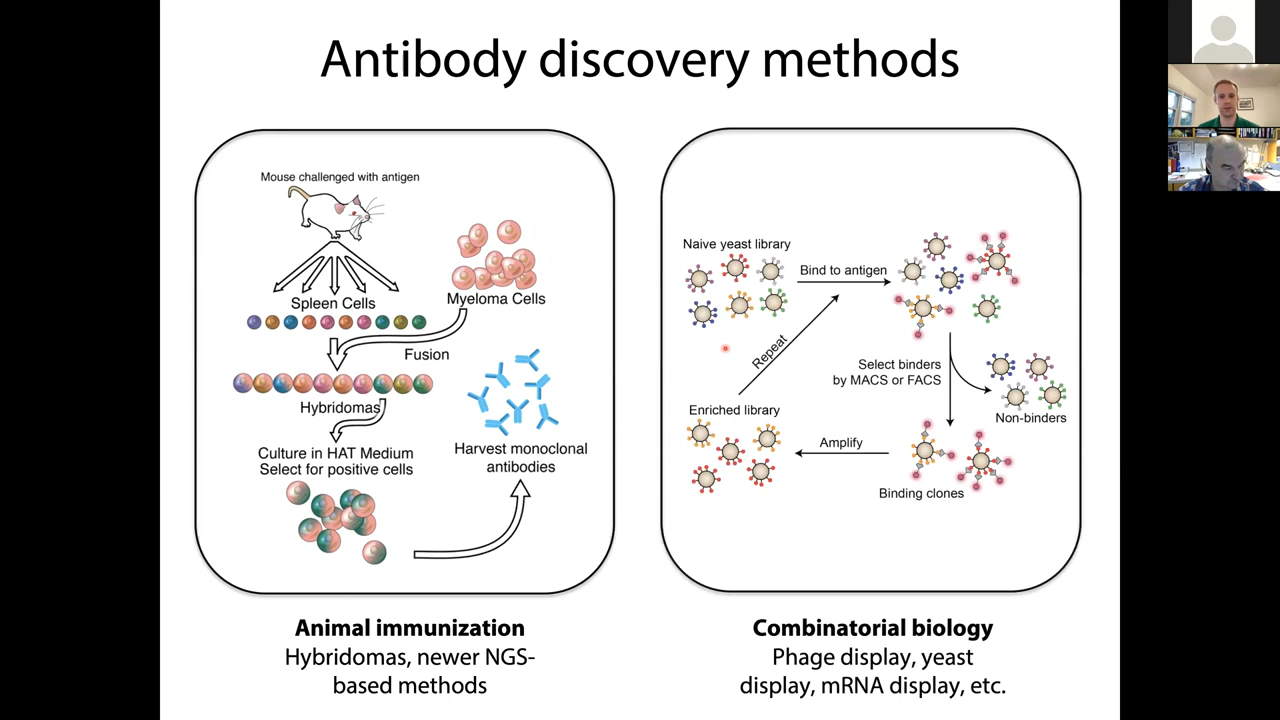 Antibody discovery methods
Mouse challenged with antigen
Spleen Cells
Myeloma Cells
Fusion
Hybridomas
Culture in HAT Medium
Select for positive cells
Harvest monoclonal
antibodies
Naive yeast library
Bind to antigen
Repeat
Select binders
by MACS or FACS
Non-binders
Enriched library
Amplify
Binding clones
Animal immunization
Hybridomas, newer NGS-
based methods
Combinatorial biology
Phage display, yeast
display, mRNA display, etc.